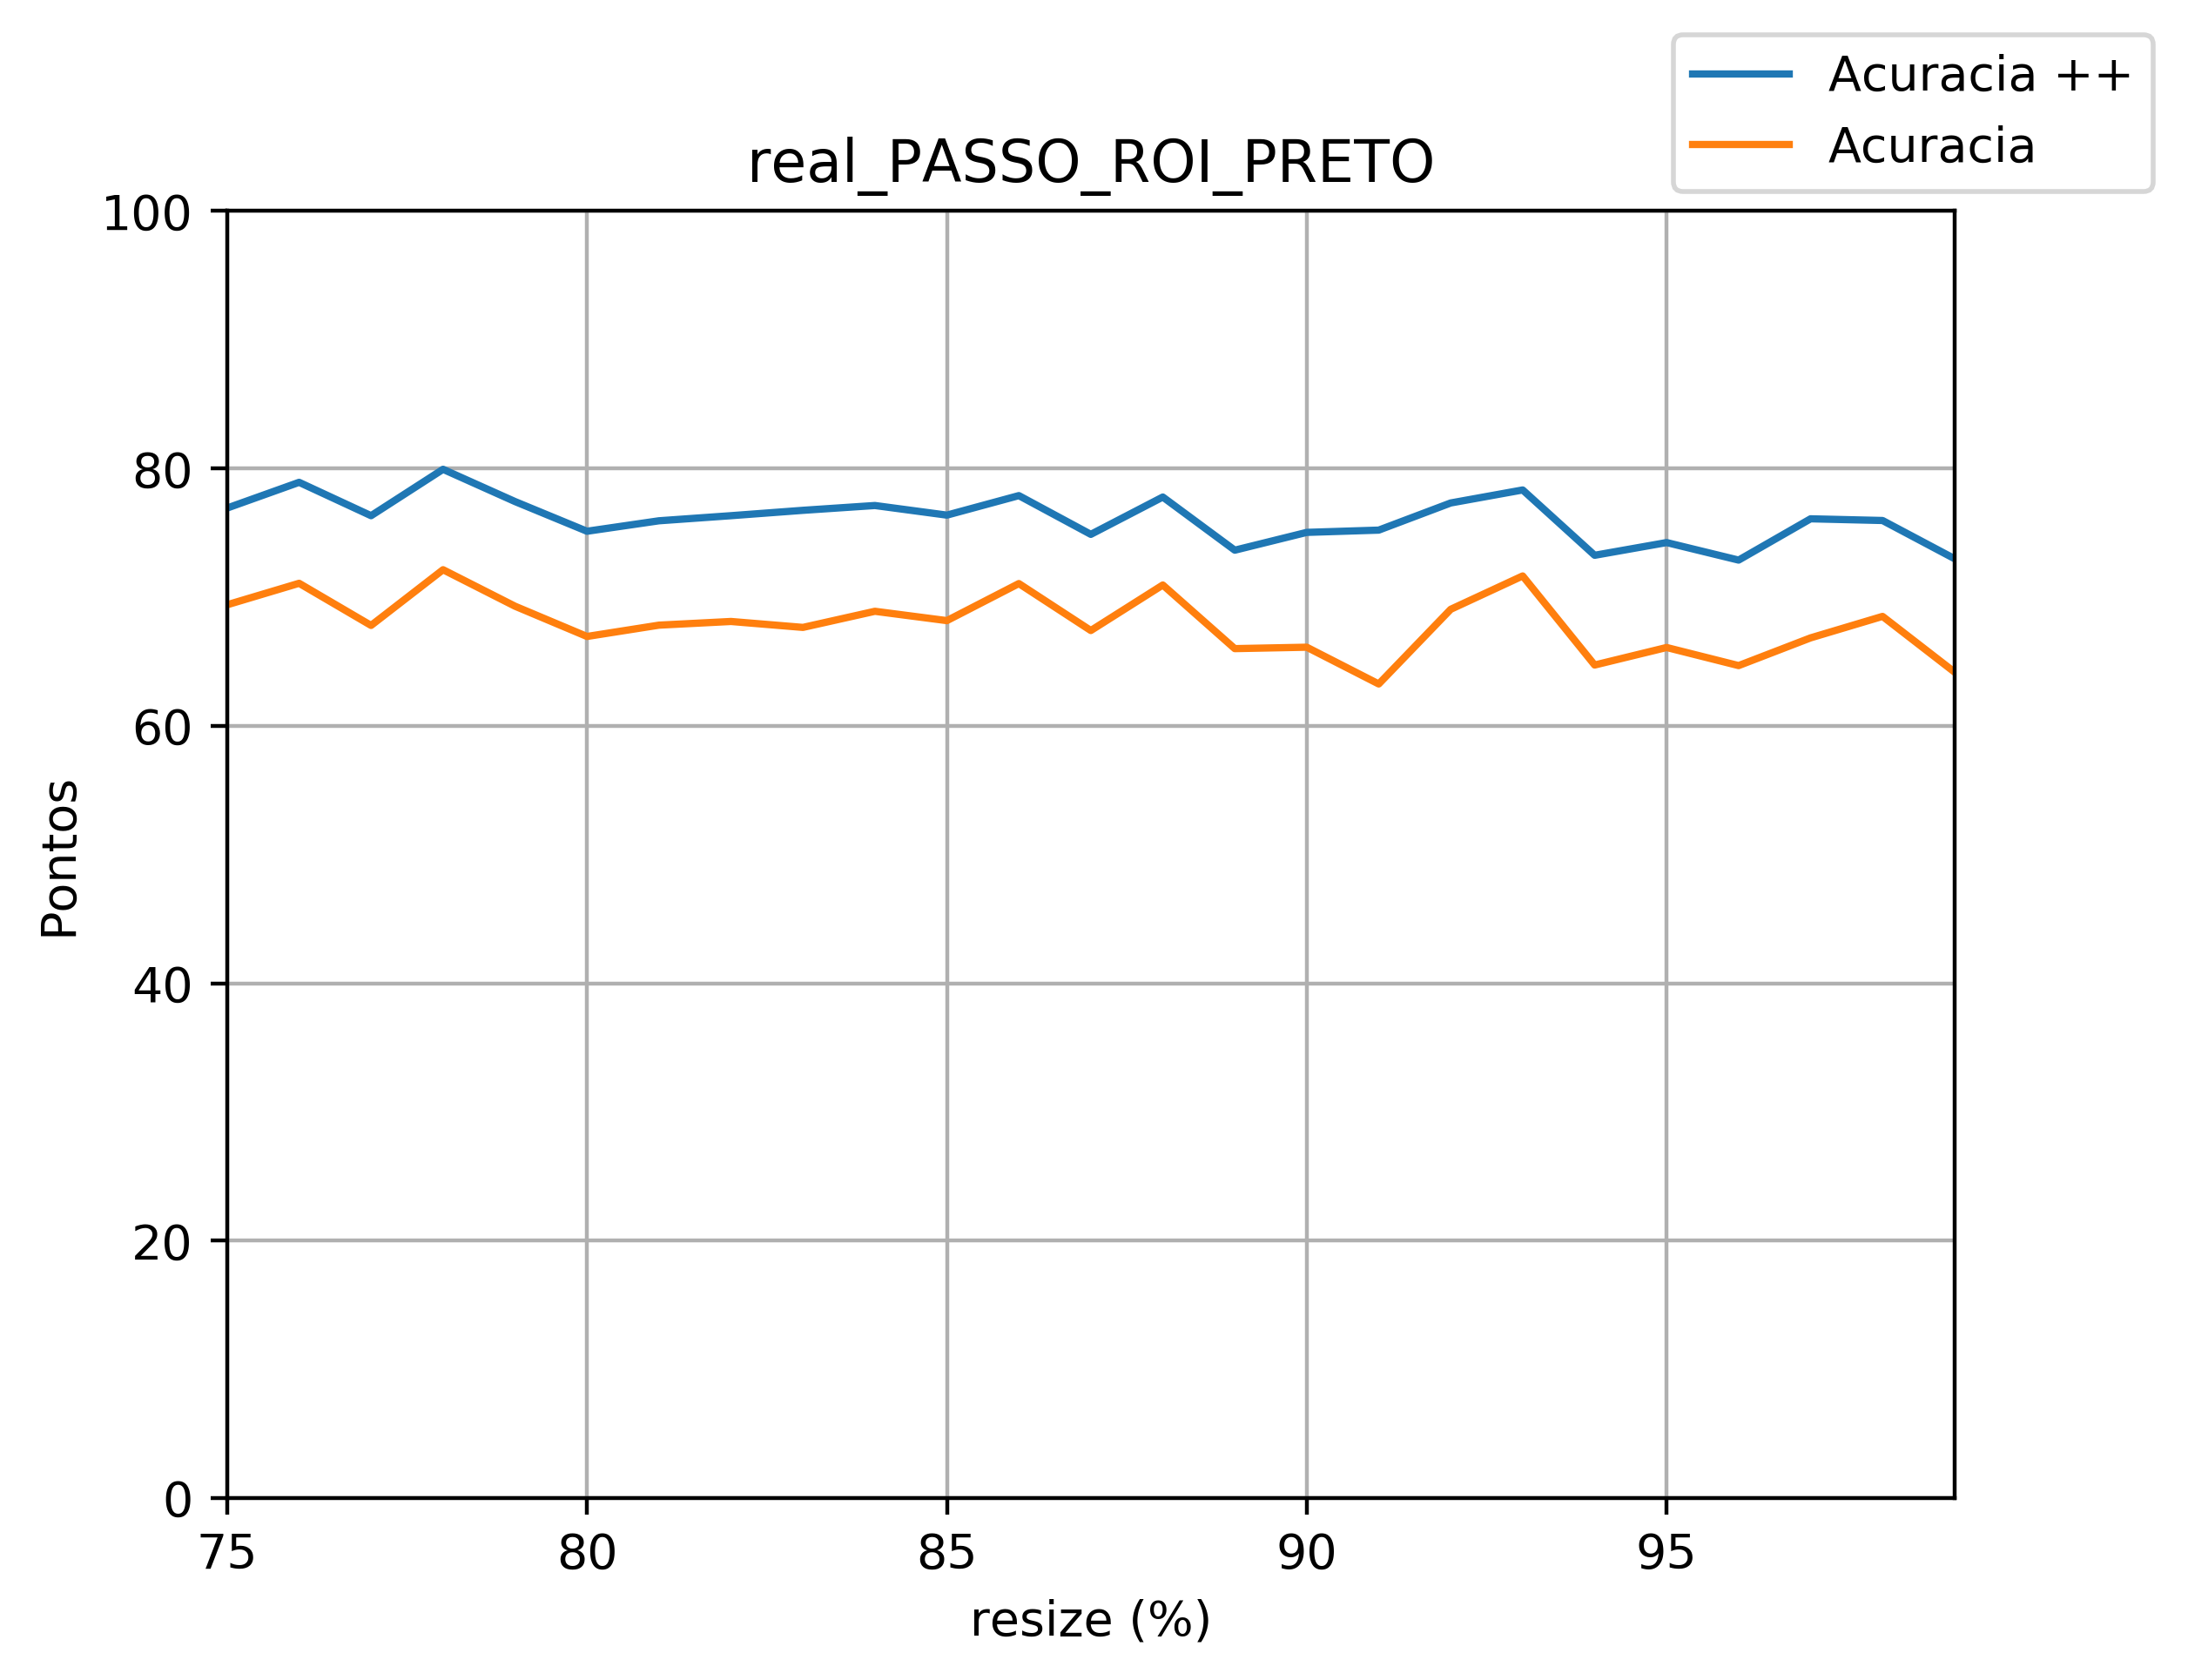 Acuracia ++
Acuracia
real_PASSO_ROI_PRETO
100
80
60
40
20
0
Pontos
75 80 85 90 95
resize (%)